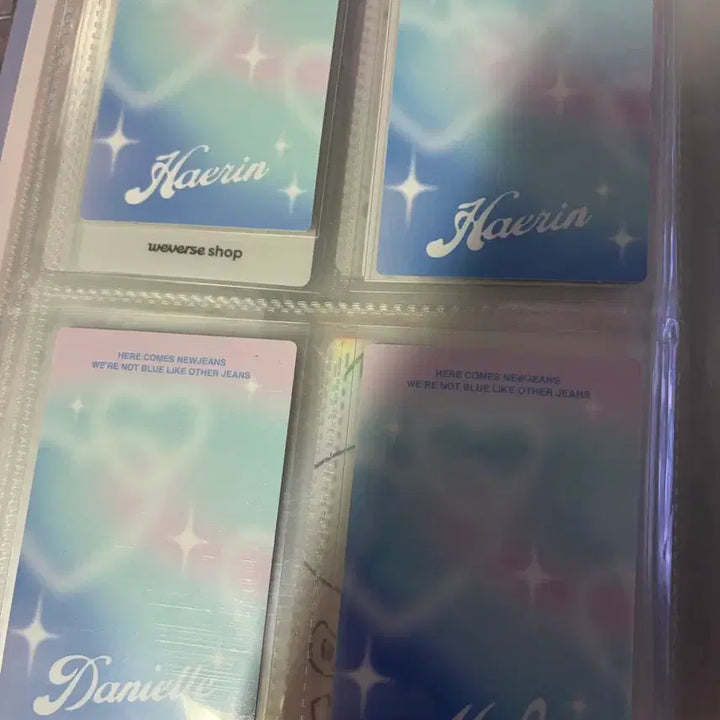 Haerin
weverse shop
Haerin
HERE COMES NEWJEANS
WE'RE NOT BLUE LIKE OTHER JEANS
Danielle
HERE COMES NEWJEANS
WE'RE NOT BLUE LIKE OTHER JEANS